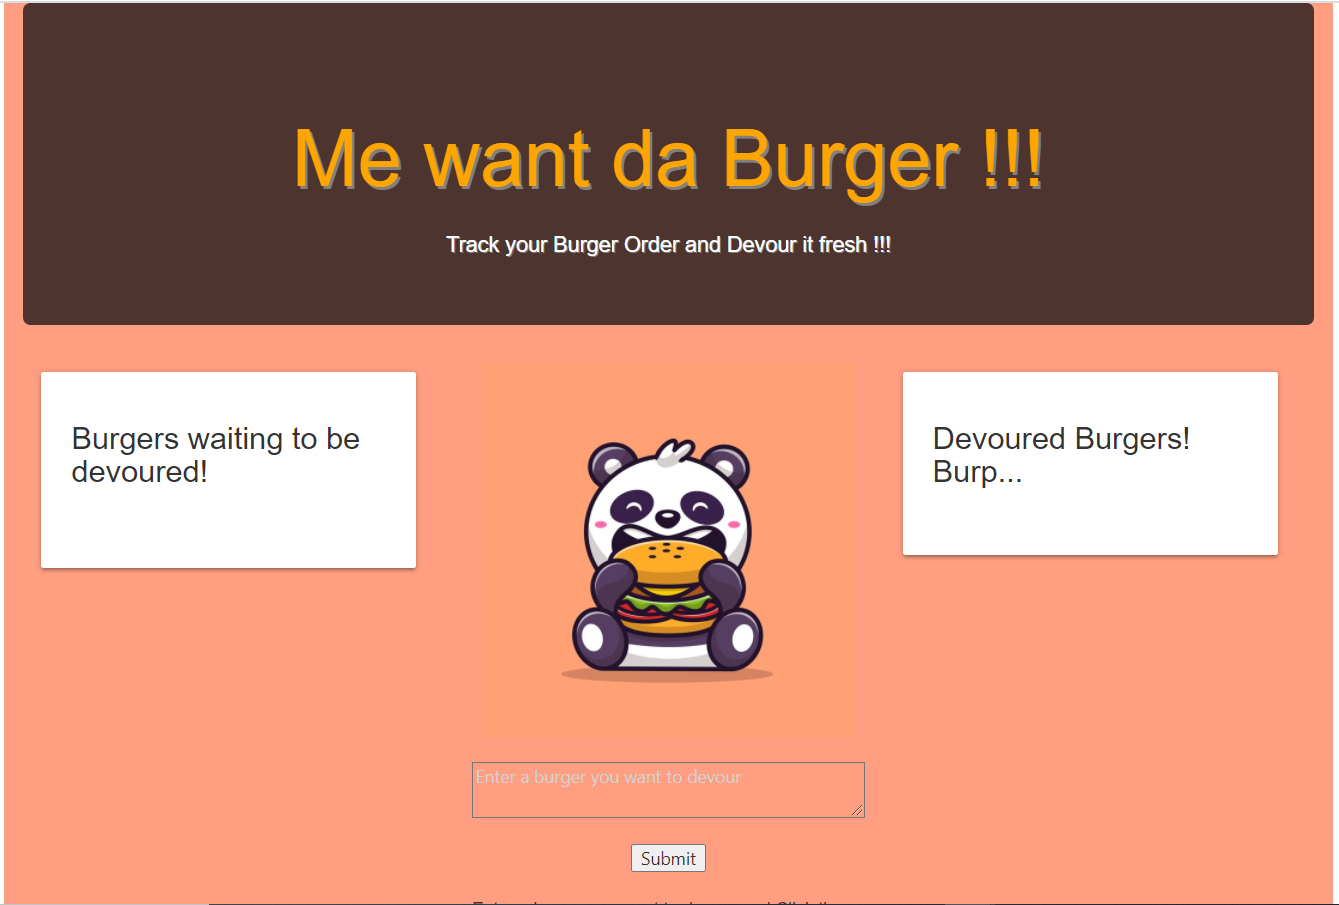 Me want da Burger !!!
Track your Burger Order and Devour it fresh !!!
Burgers waiting to be
devoured!
Devoured Burgers!
Burp...
Enter a burger you want to devour
Submit